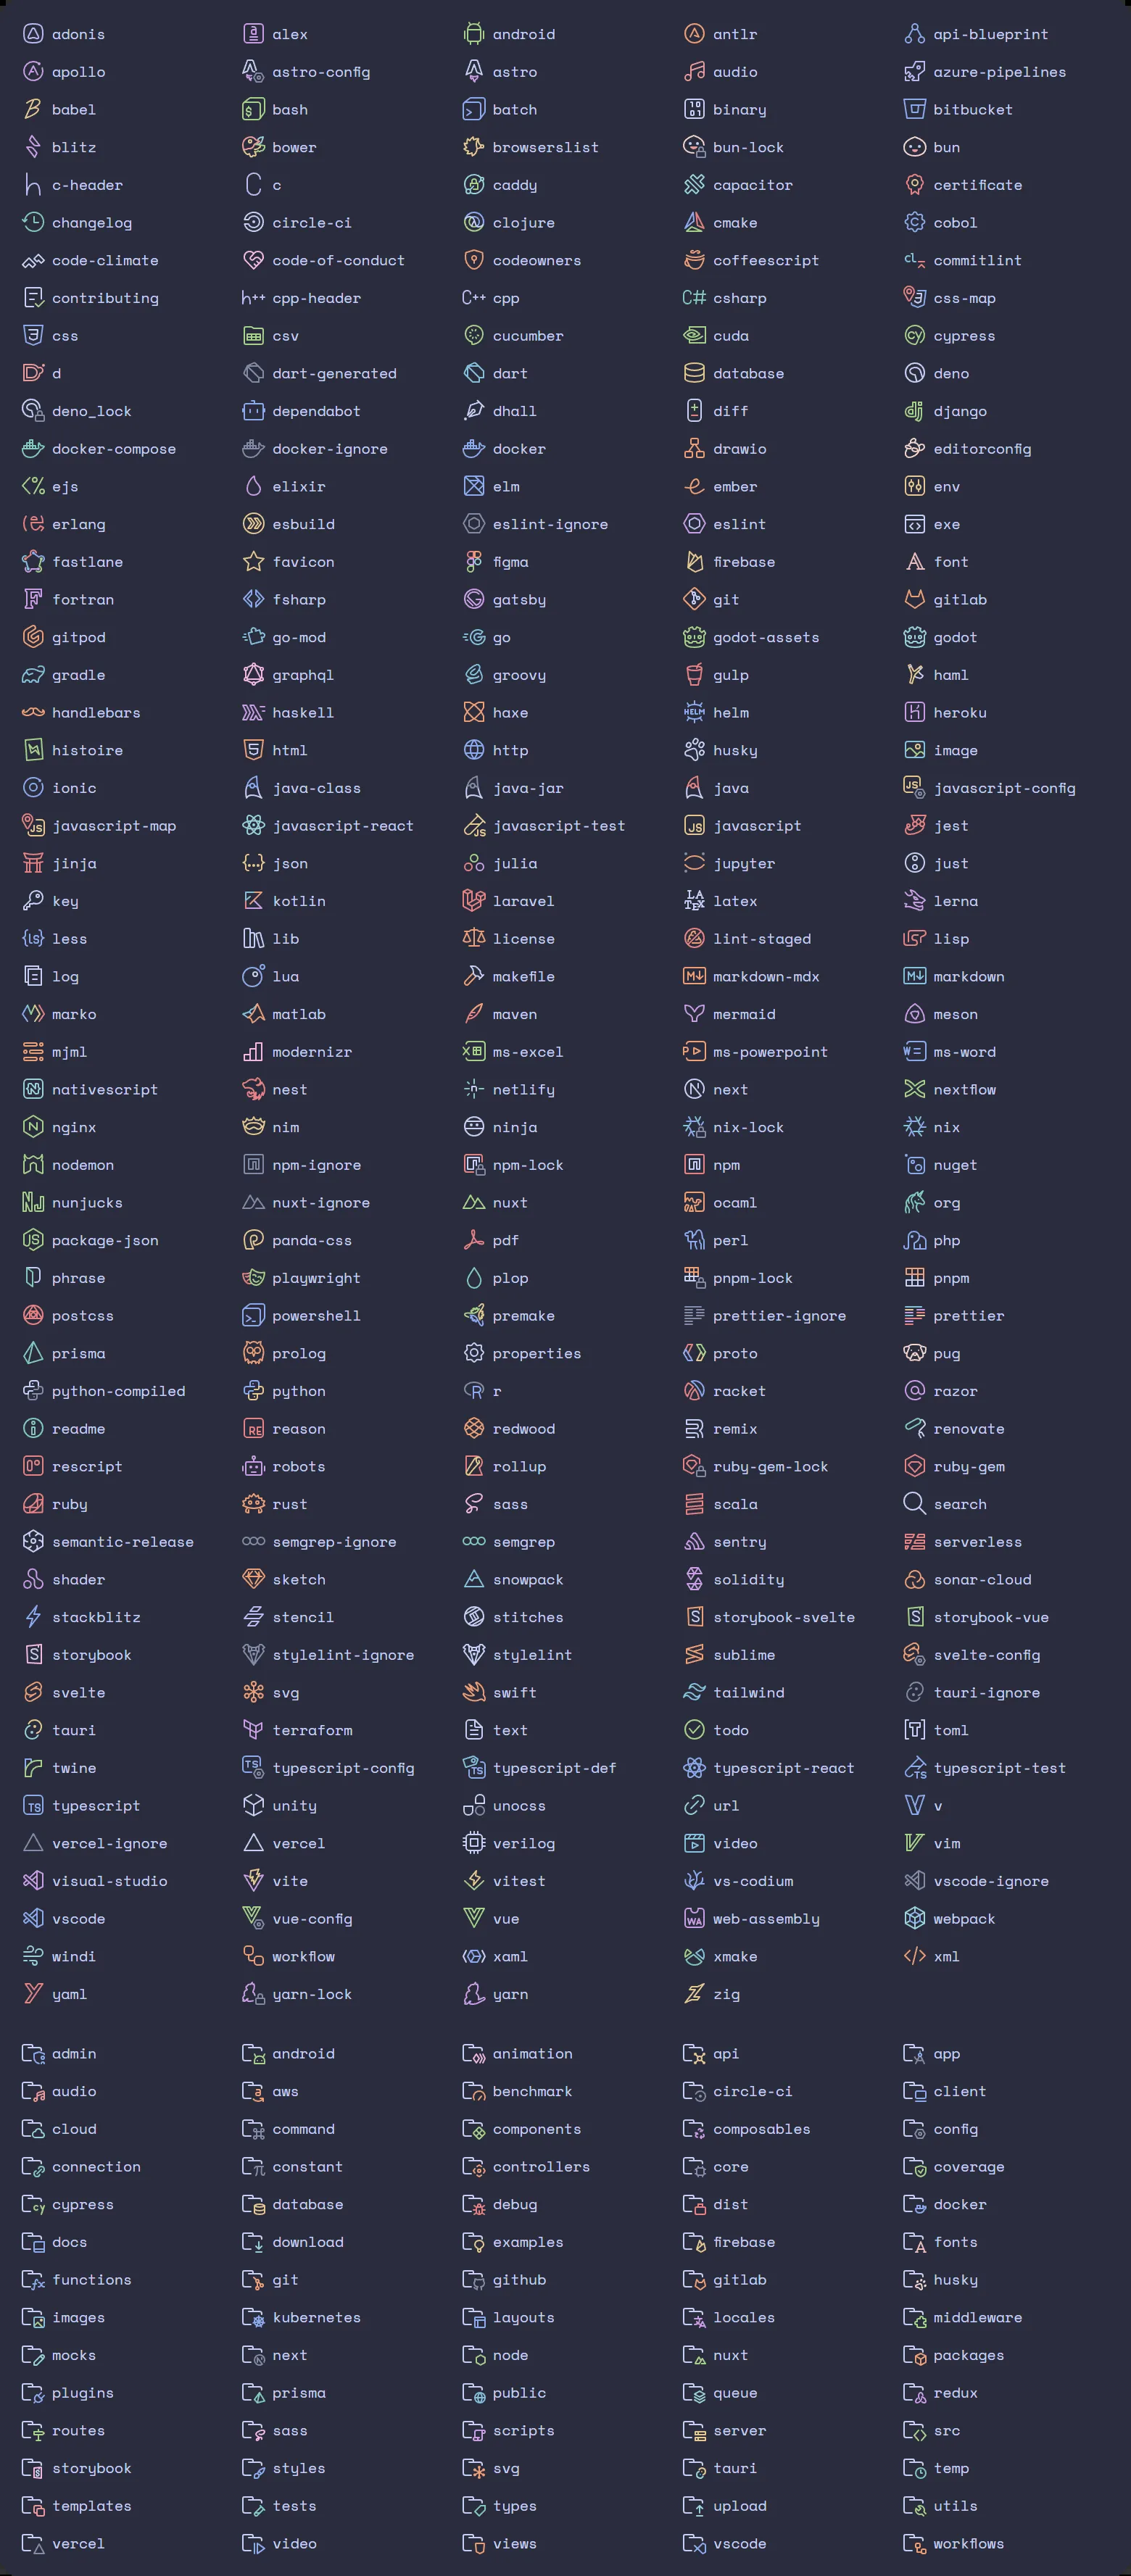 adonis alex android antlr api-blueprint
apollo astro-config astro audio azure-pipelines
babel bash batch binary bitbucket
blitz bower browserslist bun-lock bun
c-header c caddy capacitor certificate
changelog circle-ci clojure cmake cobol
code-climate code-of-conduct codeowners coffeescript commitlint
contributing cpp-header cpp csharp css-map
css csv cucumber cuda cypress
d dart-generated dart database deno
deno_lock dependabot dhall diff django
docker-compose docker-ignore docker drawio editorconfig
ejs elixir elm ember env
erlang esbuild eslint-ignore eslint exe
fastlane favicon figma firebase font
fortran fsharp gatsby git gitlab
gitpod go-mod go godot-assets godot
gradle graphql groovy gulp haml
handlebars haskell haxe helm heroku
histoire html http husky image
ionic java-class java-jar java javascript-config
javascript-map javascript-react javascript-test javascript jest
jinja json julia jupyter just
key kotlin laravel latex lerna
less lib license lint-staged lisp
log lua makefile markdown-mdx markdown
marko matlab maven mermaid meson
mjml modernizr ms-excel ms-powerpoint ms-word
nativescript nest netlify next nextflow
nginx nim ninja nix-lock nix
nodemon npm-ignore npm-lock npm nuget
nunjucks nuxt-ignore nuxt ocaml org
package-json panda-css pdf perl php
phrase playwright plop pnpm-lock pnpm
postcss powershell premake prettier-ignore prettier
prisma prolog properties proto pug
python-compiled python r racket razor
readme reason redwood remix renovate
rescript robots rollup ruby-gem-lock ruby-gem
ruby rust sass scala search
semantic-release semgrep-ignore semgrep sentry serverless
shader sketch snowpack solidity sonar-cloud
stackblitz stencil stitches storybook-svelte storybook-vue
storybook stylelint-ignore stylelint sublime svelte-config
svelte svg swift tailwind tauri-ignore
tauri terraform text todo toml
twine typescript-config typescript-def typescript-react typescript-test
typescript unity unocss url v
vercel-ignore vercel verilog video vim
visual-studio vite vitest vs-codium vscode-ignore
vscode vue-config vue web-assembly webpack
windi workflow xaml xmake xml
yaml yarn-lock yarn zig
admin android animation api app
audio aws benchmark circle-ci client
cloud command components composables config
connection constant controllers core coverage
cypress database debug dist docker
docs download examples firebase fonts
functions git github gitlab husky
images kubernetes layouts locales middleware
mocks next node nuxt packages
plugins prisma public queue redux
routes sass scripts server src
storybook styles svg tauri temp
templates tests types upload utils
vercel video views vscode workflows